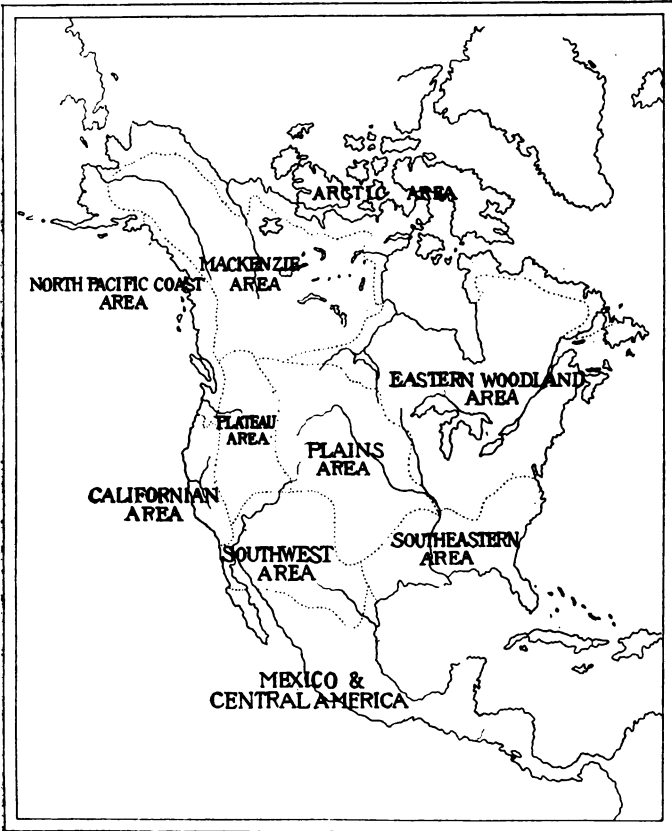 ARCTIC AREA
MACKENZIE
AREA
NORTH PACIFIC COAST
AREA
EASTERN WOODLAND
AREA
PLATEAU
AREA
PLAINS
AREA
CALIFORNIAN
AREA
SOUTHEASTERN
AREA
SOUTHWEST
AREA
MEXICO &
CENTRAL AMERICA